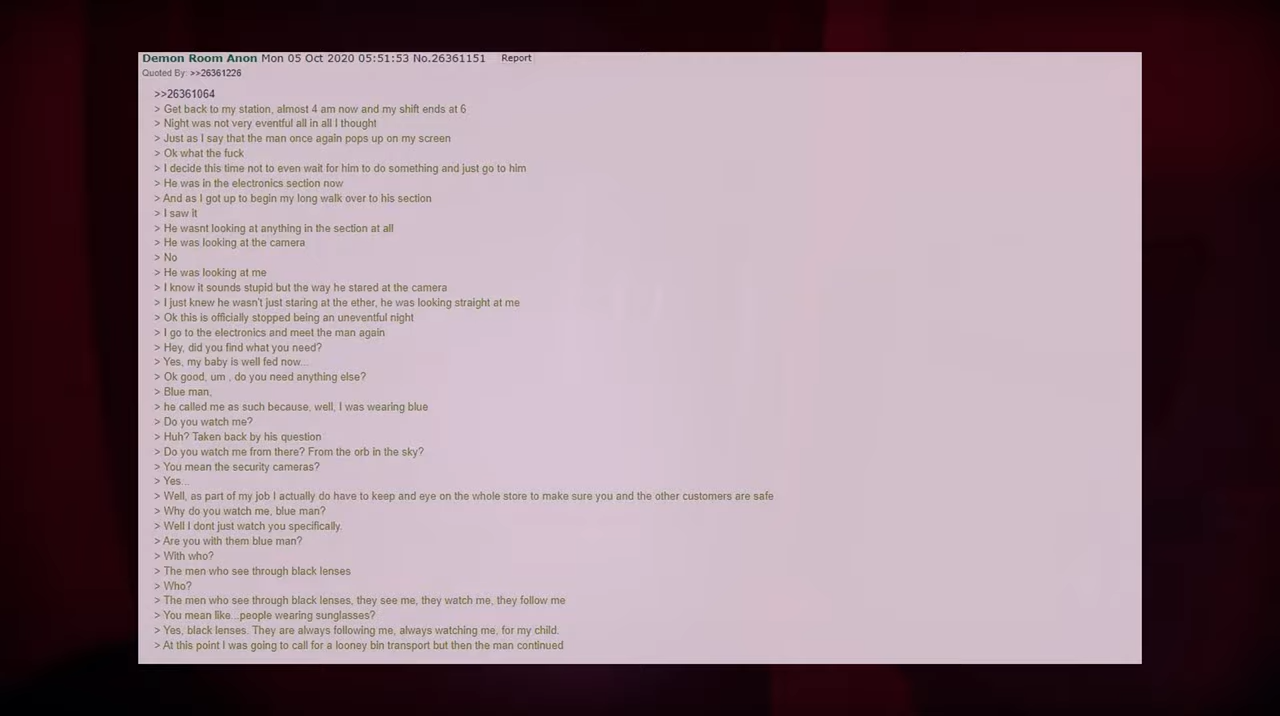 Demon Room Anon Mon 05 Oct 2020 05:51:53 No.26361151 Report
Quoted By: >>26361226
>>26361064
> Get back to my station, almost 4 am now and my shift ends at 6
> Night was not very eventful all in all I thought
> Just as I say that the man once again pops up on my screen
> Ok what the fuck
> I decide this time not to even wait for him to do something and just go to him
> He was in the electronics section now
> And as I got up to begin my long walk over to his section
> I saw it
> He wasnt looking at anything in the section at all
> He was looking at the camera
> No
> He was looking at me
> I know it sounds stupid but the way he stared at the camera
> I just knew he wasn't just staring at the ether, he was looking straight at me
> Ok this is officially stopped being an uneventful night
> I go to the electronics and meet the man again
> Hey, did you find what you need?
> Yes, my baby is well fed now...
> Ok good, um , do you need anything else?
> Blue man,
> he called me as such because, well, I was wearing blue
> Do you watch me?
> Huh? Taken back by his question
> Do you watch me from there? From the orb in the sky?
> You mean the security cameras?
> Yes...
> Well, as part of my job I actually do have to keep and eye on the whole store to make sure you and the other customers are safe
> Why do you watch me, blue man?
> Well I dont just watch you specifically.
> Are you with them blue man?
> With who?
> The men who see through black lenses
> Who?
> The men who see through black lenses, they see me, they watch me, they follow me
> You mean like...people wearing sunglasses?
> Yes, black lenses. They are always following me, always watching me, for my child.
> At this point I was going to call for a looney bin transport but then the man continued